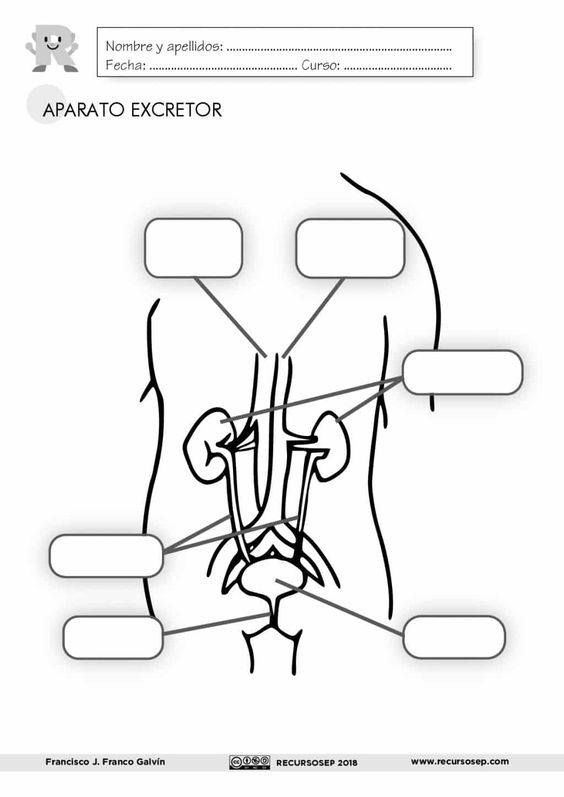 R
Nombre y apellidos: ..........................................................................
Fecha: ................................................ Curso: ...................................
APARATO EXCRETOR
Francisco J. Franco Galvín RECURSOSEP 2018 www.recursosep.com